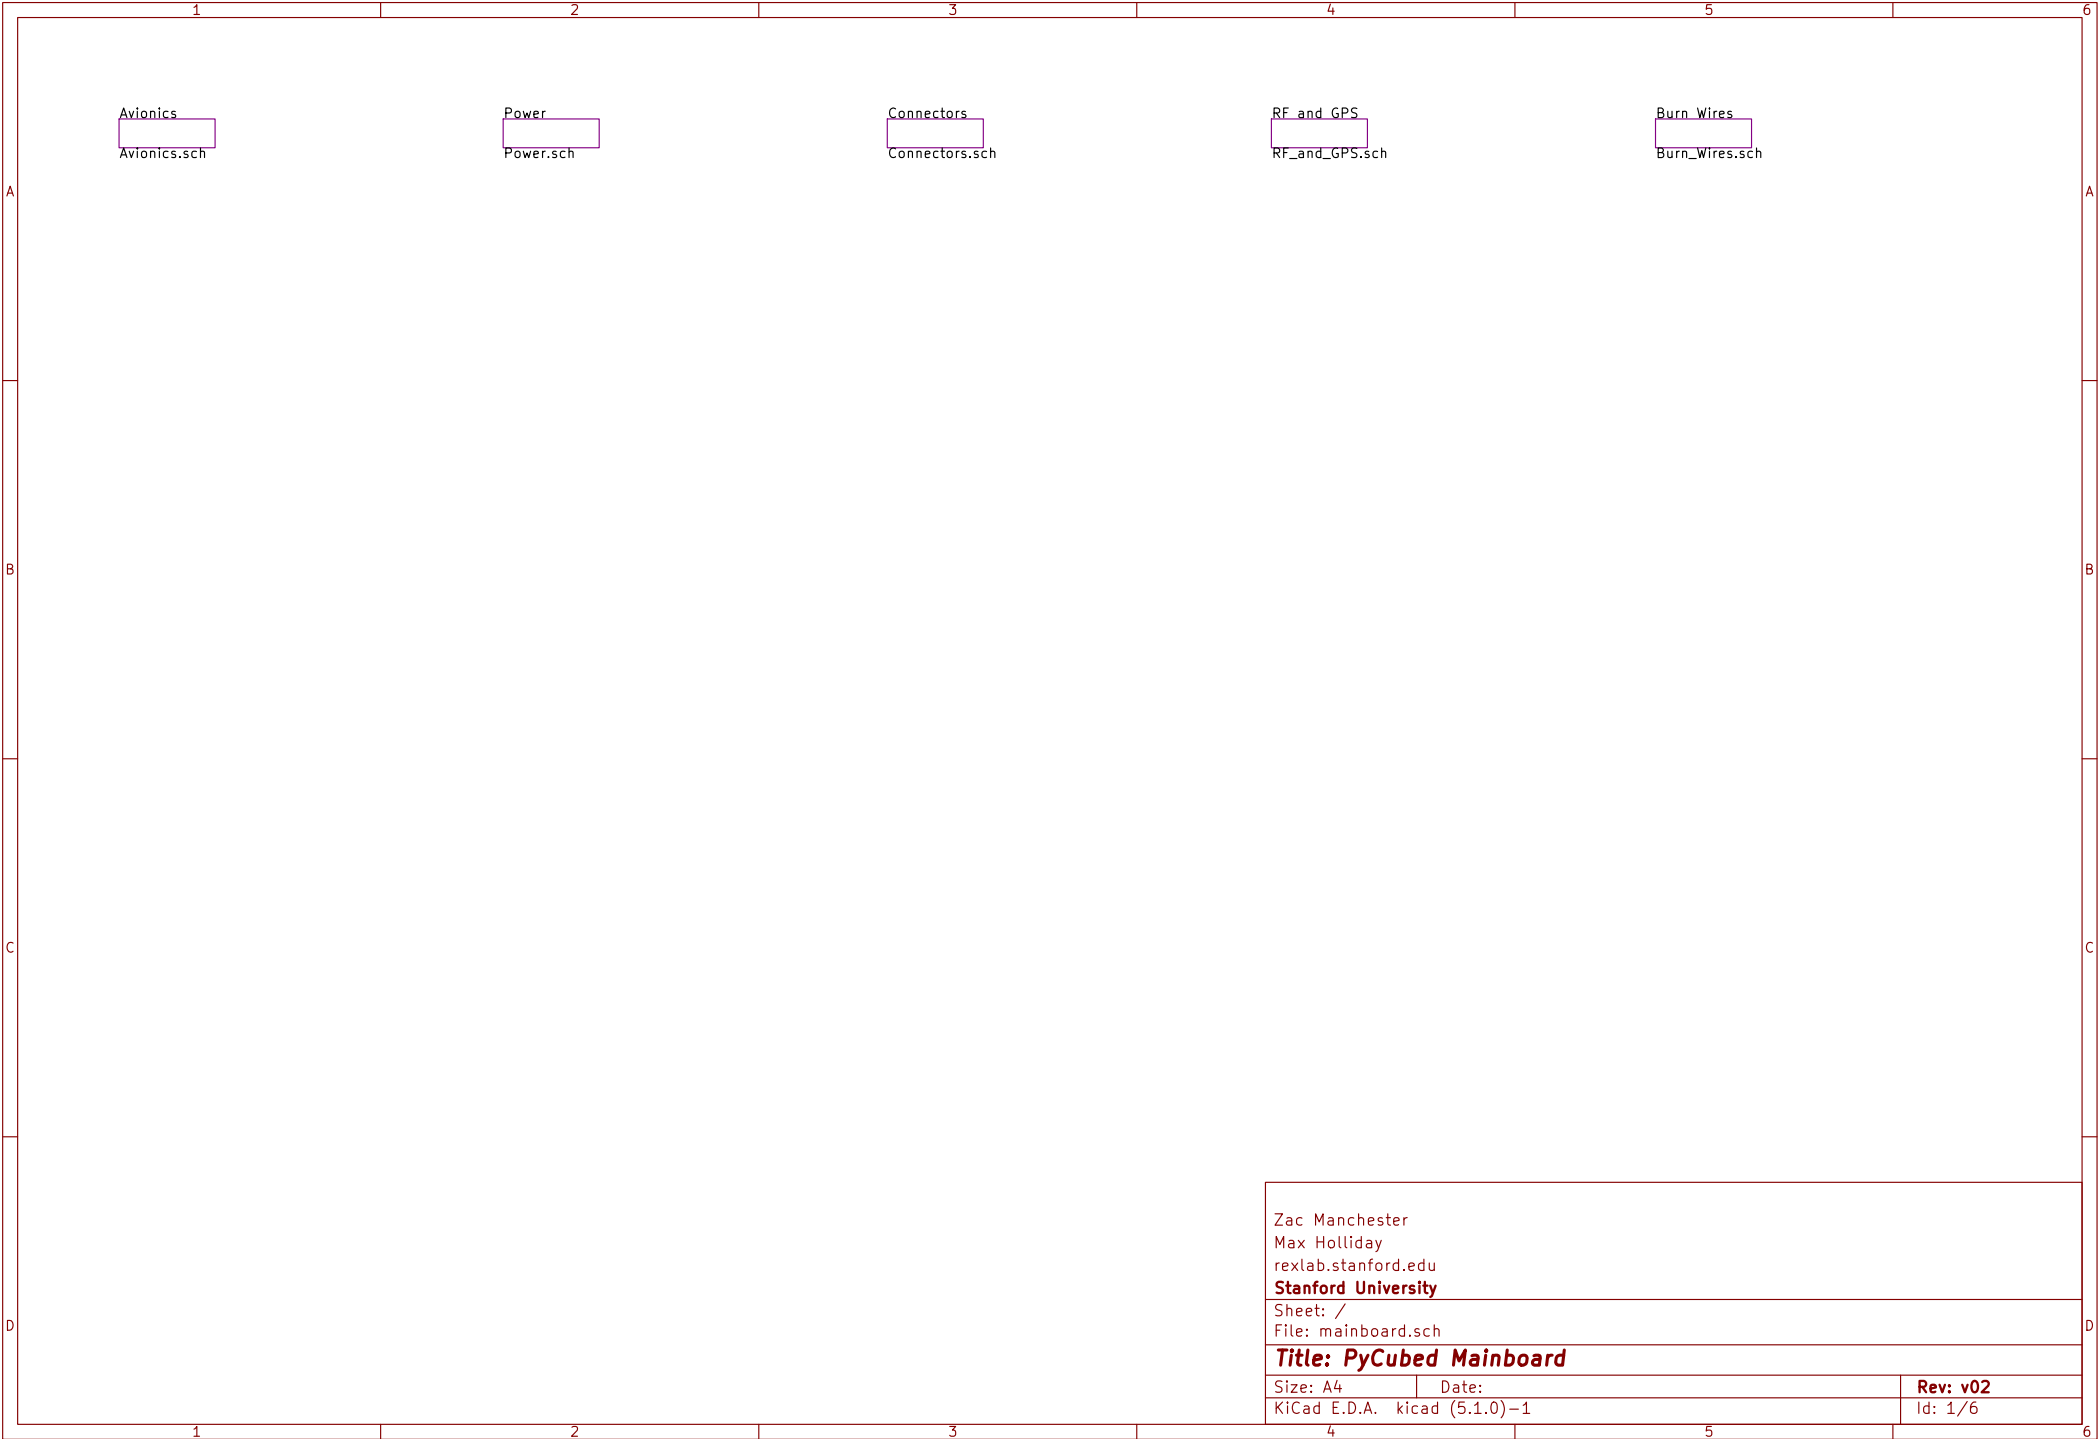 1 2 3 4 5 6
Avionics Power Connectors RF and GPS Burn Wires
Avionics.sch Power.sch Connectors.sch RF_and_GPS.sch Burn_Wires.sch
A A
B B
C C
Zac Manchester
Max Holliday
rexlab.stanford.edu
Stanford University
Sheet: /
D D
File: mainboard.sch
Title: PyCubed Mainboard
Size: A4 Date: Rev: v02
KiCad E.D.A. kicad (5.1.0)-1 Id: 1/6
1 2 3 4 5 6